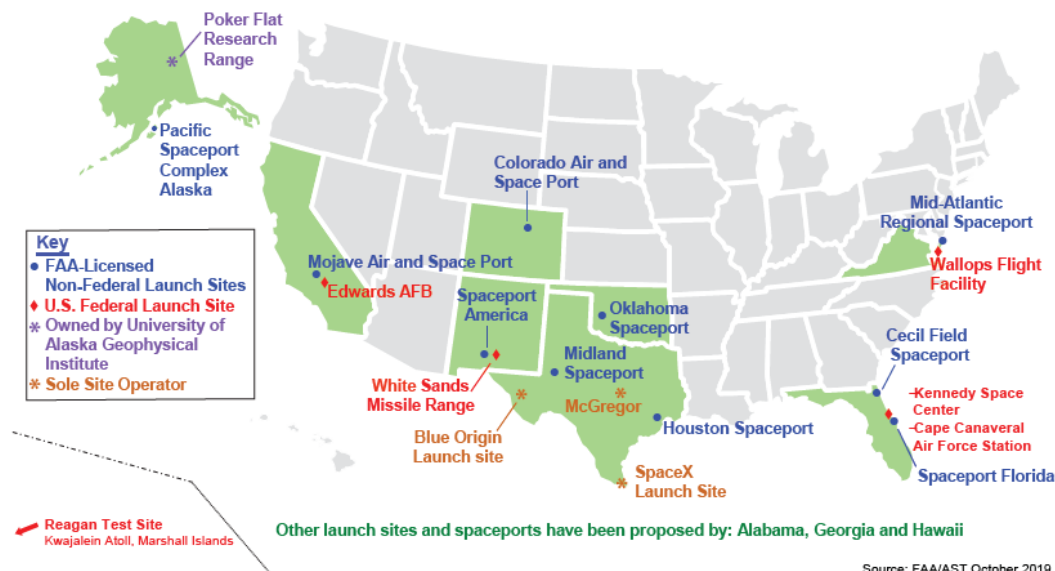 Poker Flat
Research
Range
Pacific
Spaceport
Complex
Alaska
Colorado Air and
Space Port
Mid-Atlantic
Regional Spaceport
Wallops Flight
Facility
Key
FAA-Licensed
Non-Federal Launch Sites
U.S. Federal Launch Site
Owned by University of
Alaska Geophysical
Institute
Sole Site Operator
Mojave Air and Space Port
Edwards AFB
Spaceport
America
Oklahoma
Spaceport
Cecil Field
Spaceport
Midland
Spaceport
White Sands
Missile Range
McGregor
-Kennedy Space
Center
-Cape Canaveral
Air Force Station
Blue Origin
Launch site
Houston Spaceport
Spaceport Florida
SpaceX
Launch Site
Reagan Test Site
Kwajalein Atoll, Marshall Islands
Other launch sites and spaceports have been proposed by: Alabama, Georgia and Hawaii
Source: FAA/AST October 2019